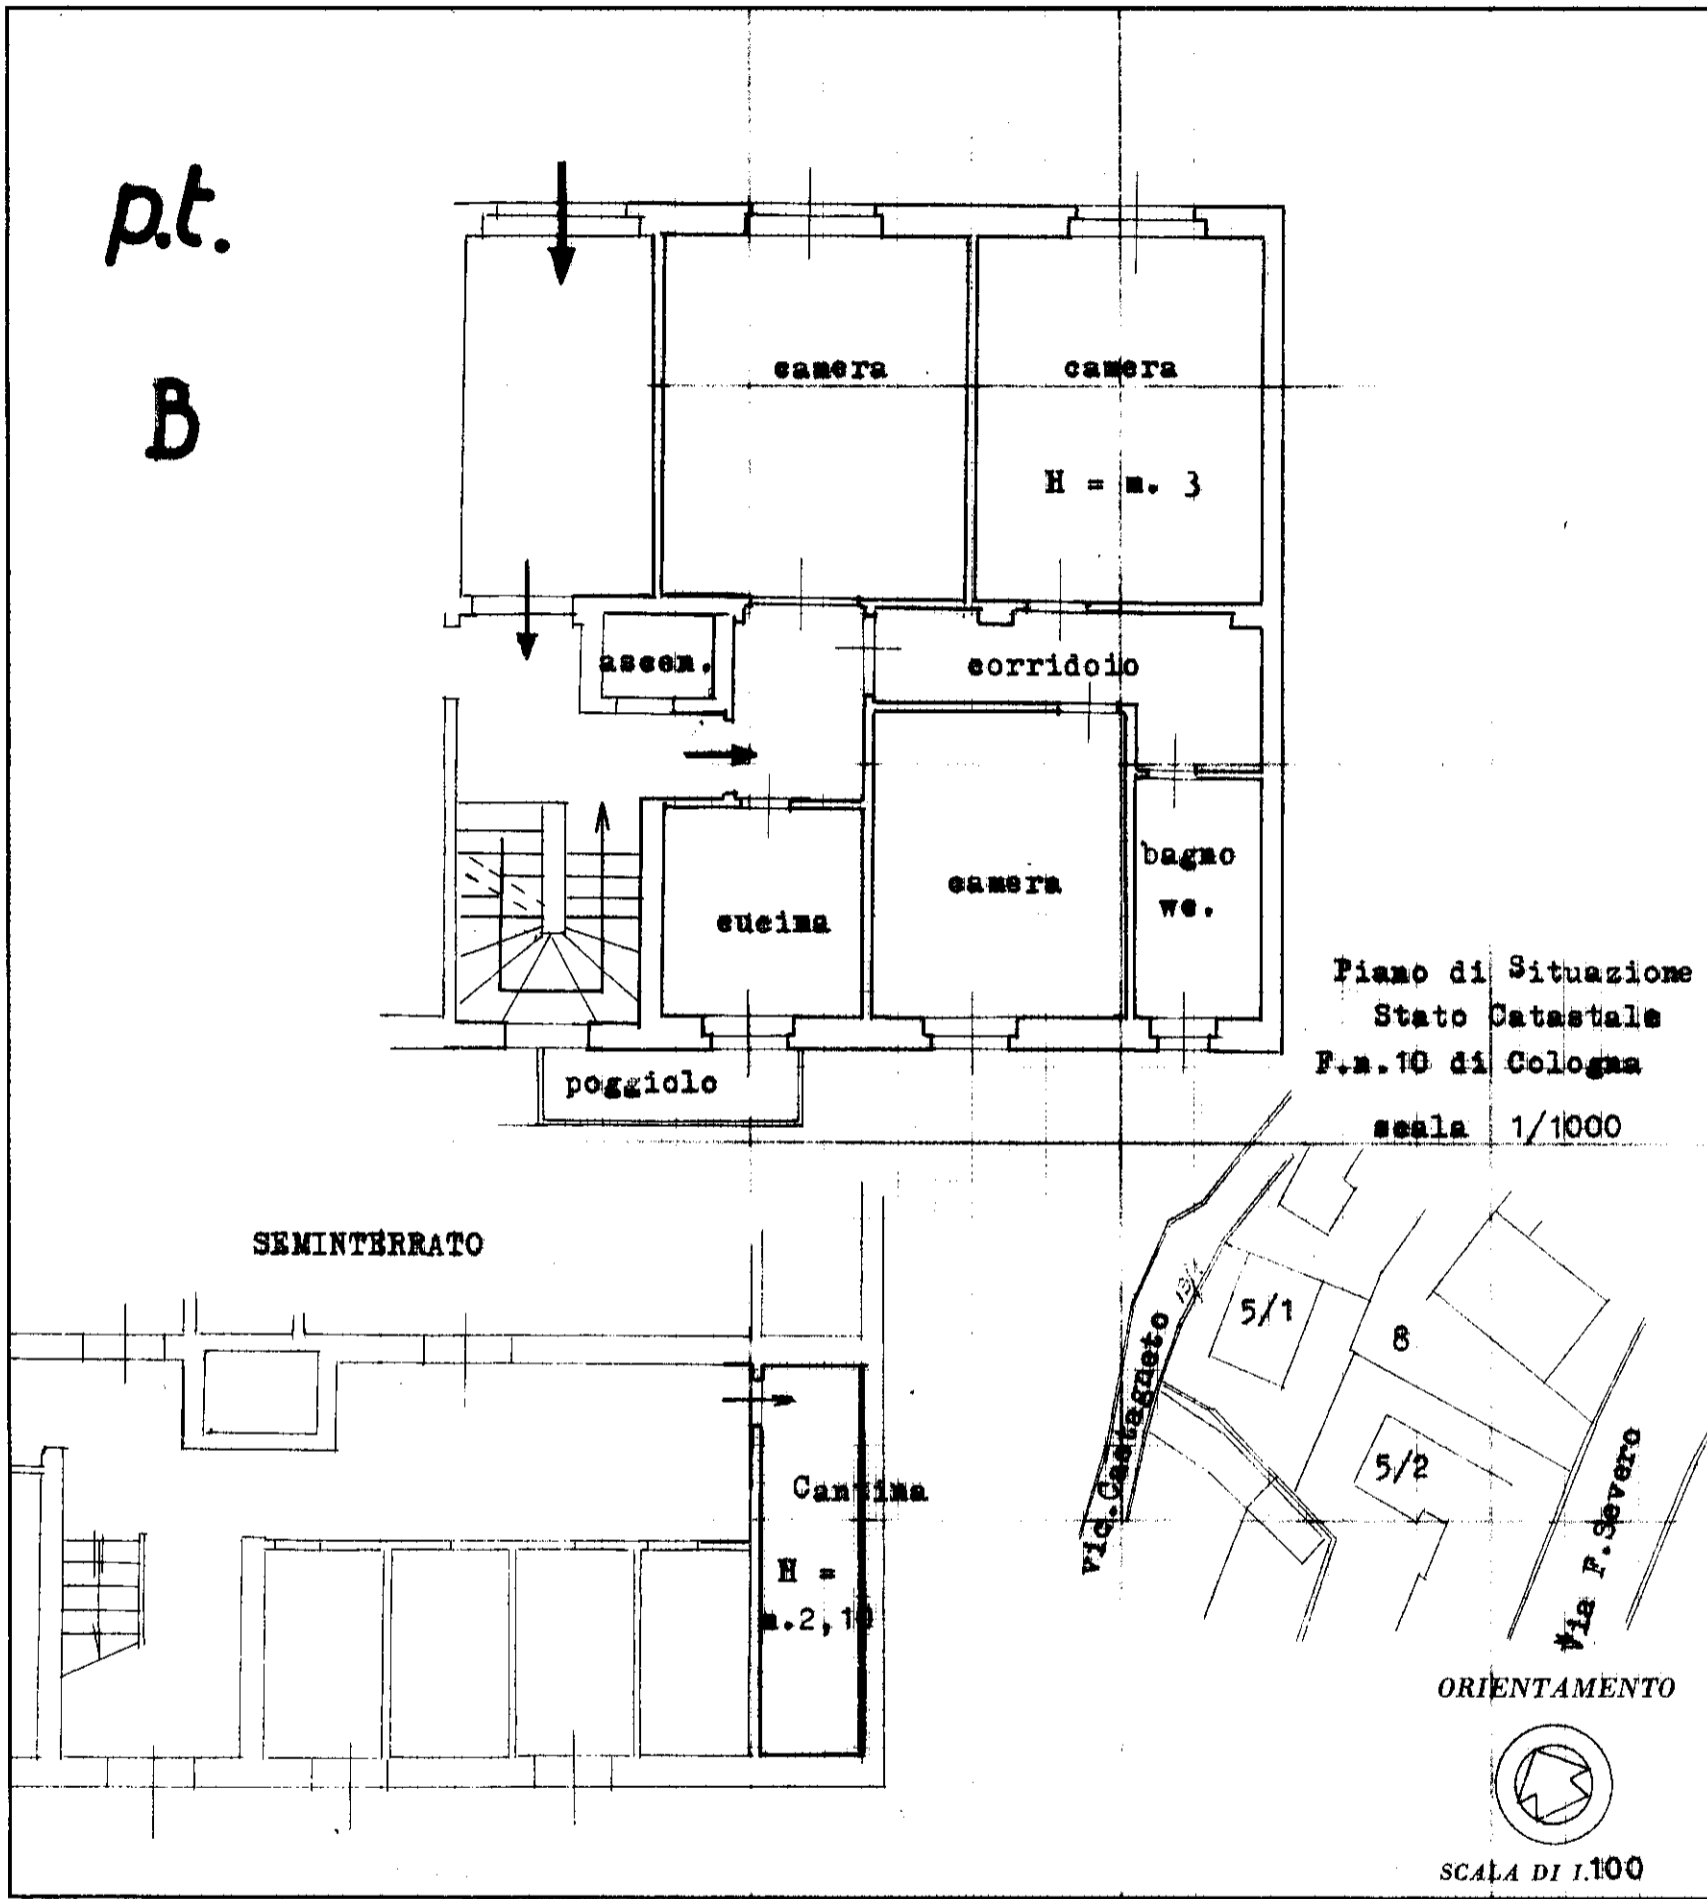 p.t.
B
camera
camera
H = m. 3
ascen.
corridoio
cucina
camera
bagno
wc.
poggiolo
Piano di Situazione
Stato Catastale
F.n.10 di Cologna
scala 1/1000
SEMINTERRATO
Cantina
H =
m.2,10
Vic.Castagneto
5/1
8
5/2
Via F.Severo
ORIENTAMENTO
SCALA DI 1.100